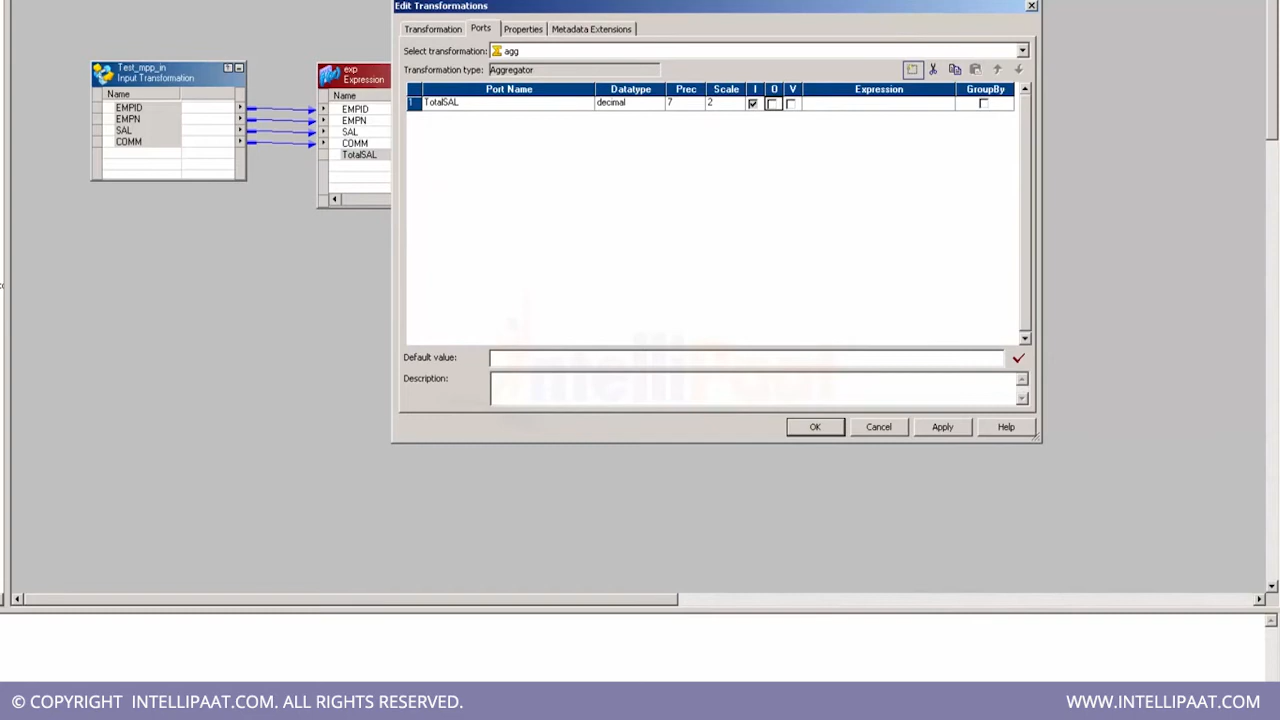 Edit Transformations
Transformation Ports Properties Metadata Extensions
Select transformation: agg
Transformation type: Aggregator
Port Name Datatype Prec Scale I O V Expression GroupBy
1 TotalSAL decimal 7 2
Default value:
Description:
OK Cancel Apply Help
Test_mpp_in
Input Transformation
Name
EMPID
EMPN
SAL
COMM
exp
Expression
Name
EMPID
EMPN
SAL
COMM
TotalSAL
IntelliPaat
© COPYRIGHT INTELLIPAAT.COM. ALL RIGHTS RESERVED.
WWW.INTELLIPAAT.COM